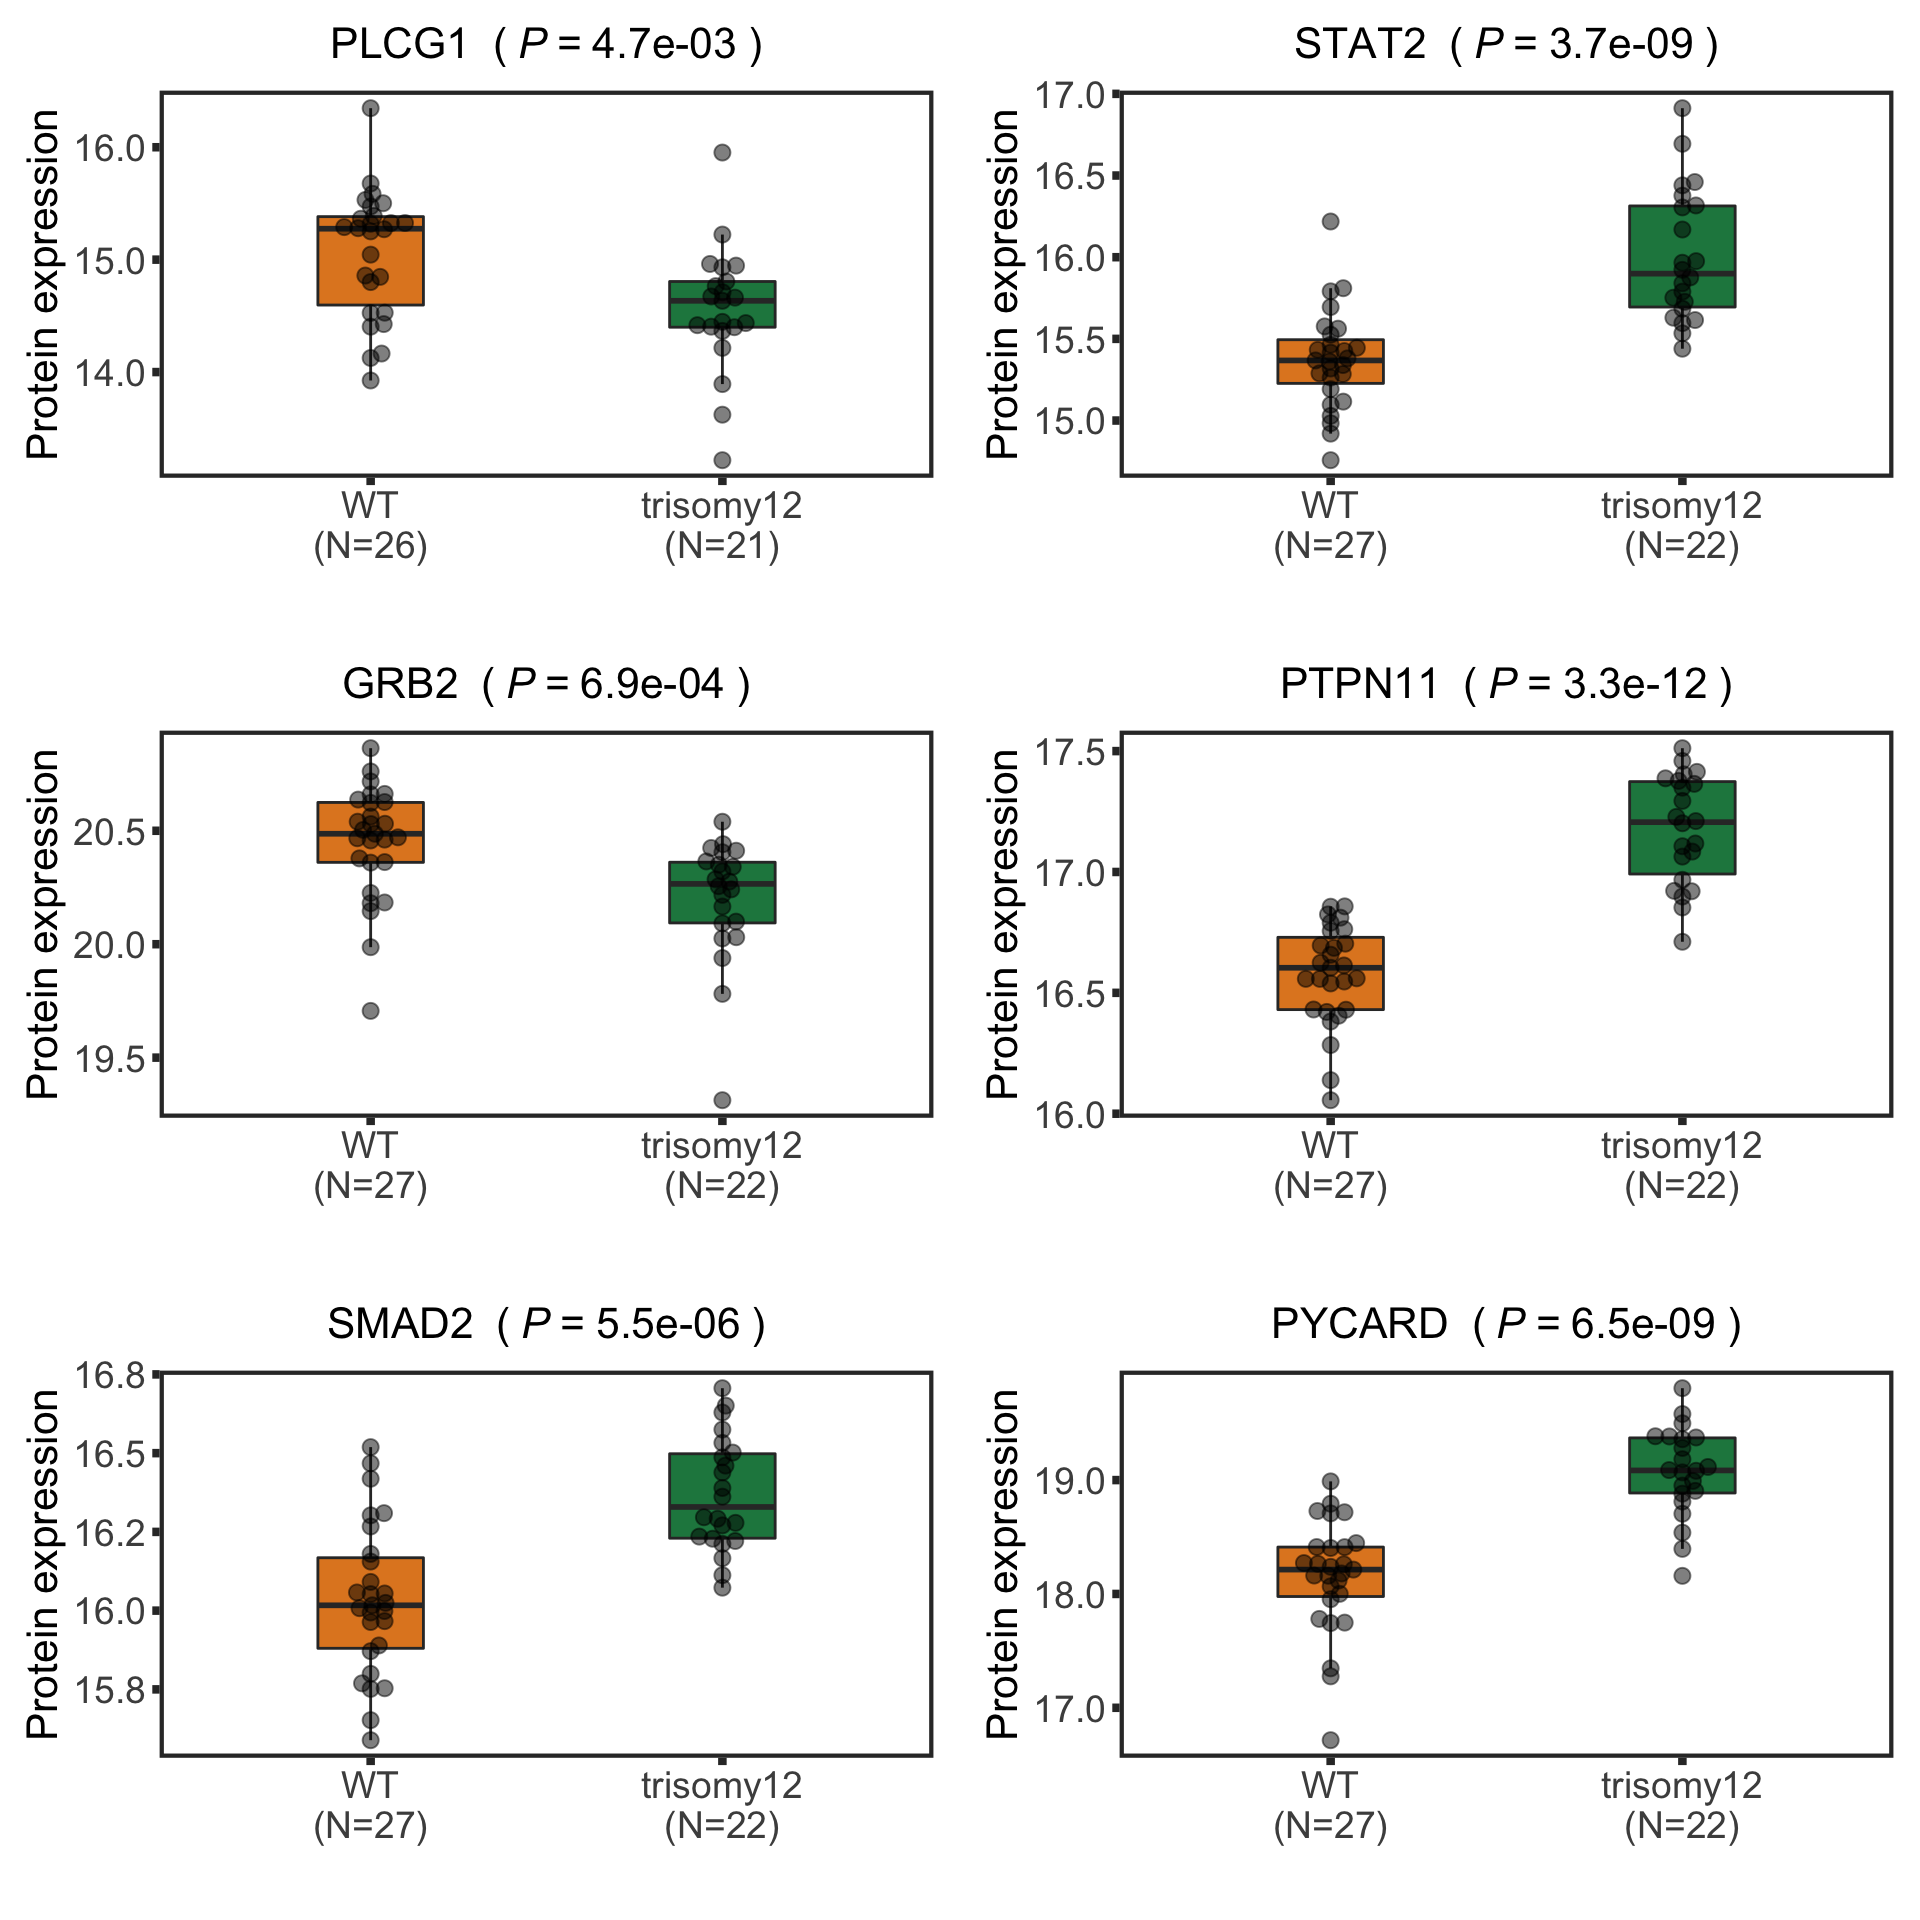 PLCG1 ( P = 4.7e-03 )
Protein expression
16.0
15.0
14.0
WT
(N=26)
trisomy12
(N=21)
STAT2 ( P = 3.7e-09 )
Protein expression
17.0
16.5
16.0
15.5
15.0
WT
(N=27)
trisomy12
(N=22)
GRB2 ( P = 6.9e-04 )
Protein expression
20.5
20.0
19.5
WT
(N=27)
trisomy12
(N=22)
PTPN11 ( P = 3.3e-12 )
Protein expression
17.5
17.0
16.5
16.0
WT
(N=27)
trisomy12
(N=22)
SMAD2 ( P = 5.5e-06 )
Protein expression
16.8
16.5
16.2
16.0
15.8
WT
(N=27)
trisomy12
(N=22)
PYCARD ( P = 6.5e-09 )
Protein expression
19.0
18.0
17.0
WT
(N=27)
trisomy12
(N=22)